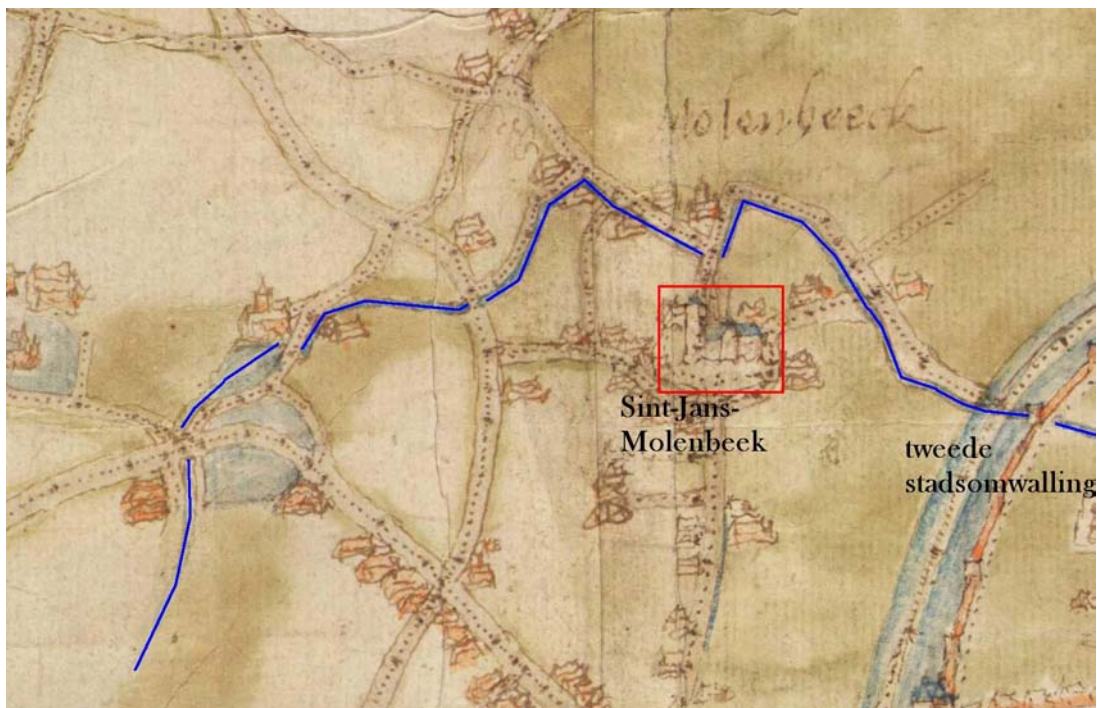 Molenbeeck
Sint-Jans-
Molenbeek
tweede
stadsomwalling